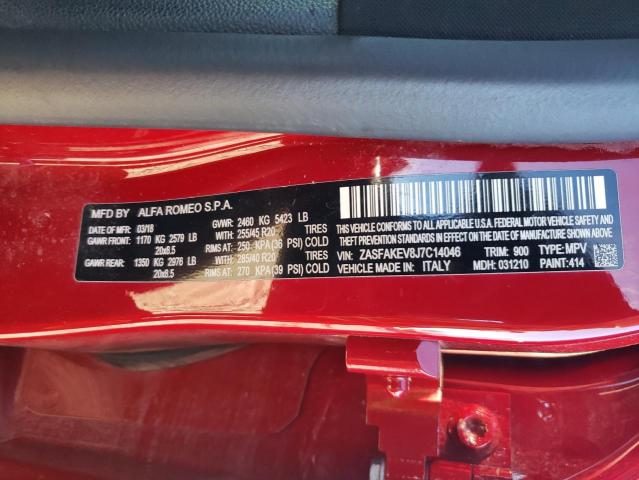 MFD BY ALFA ROMEO S.P.A.
DATE OF MFR: 03/18 GVWR: 2460 KG 5423 LB
GAWR FRONT: 1170 KG 2579 LB WITH: 255/45 R20 TIRES
20x8.5 RIMS AT: 250 KPA (36 PSI) COLD
GAWR REAR: 1350 KG 2976 LB WITH: 285/40 R20 TIRES
20x8.5 RIMS AT: 270 KPA (39 PSI) COLD
THIS VEHICLE CONFORMS TO ALL APPLICABLE U.S.A. FEDERAL MOTOR VEHICLE SAFETY
AND THEFT PREVENTION STANDARDS IN EFFECT ON THE DATE OF MANUFACTURE SHOWN ABOVE.
VIN: ZASFAKEV8J7C14046 TRIM: 900 TYPE: MPV
VEHICLE MADE IN: ITALY MDH: 031210 PAINT: 414